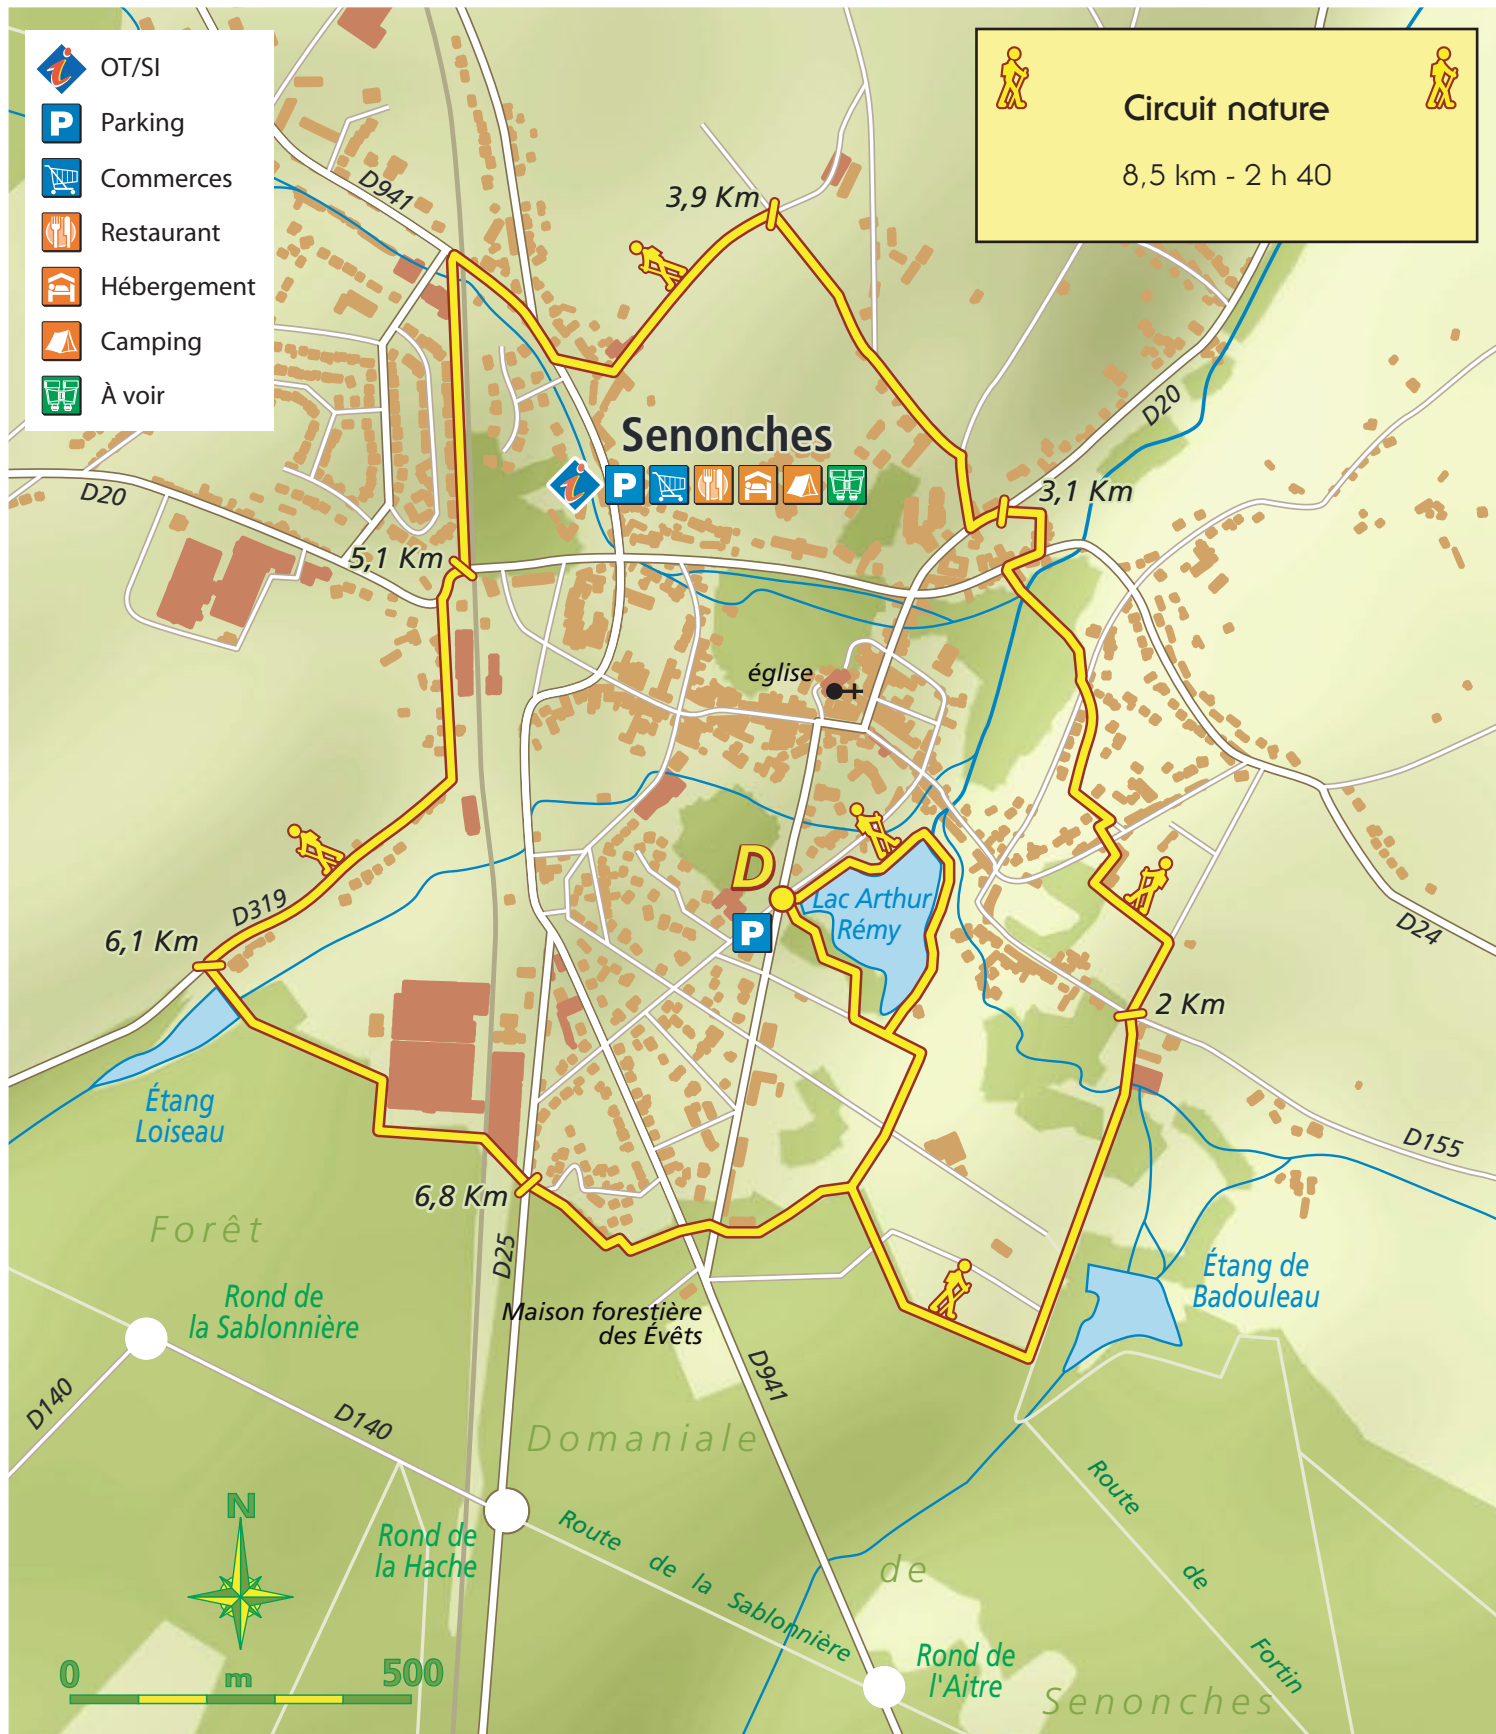 OT/SI
P Parking
Commerces
Restaurant
Hébergement
Camping
À voir
Circuit nature
8,5 km - 2 h 40
D941
3,9 Km
Senonches
i P
D20
D20
3,1 Km
5,1 Km
église
D
P
Lac Arthur
Rémy
D319
6,1 Km
D24
2 Km
Étang
Loiseau
D155
6,8 Km
Forêt
D25
Étang de
Badouleau
Rond de
la Sablonnière
Maison forestière
des Évêts
D941
D140
D140
Domaniale
Route de Fortin
N
Rond de
la Hache
Route de la Sablonnière
de
Rond de
l'Aitre
Senonches
0 m 500